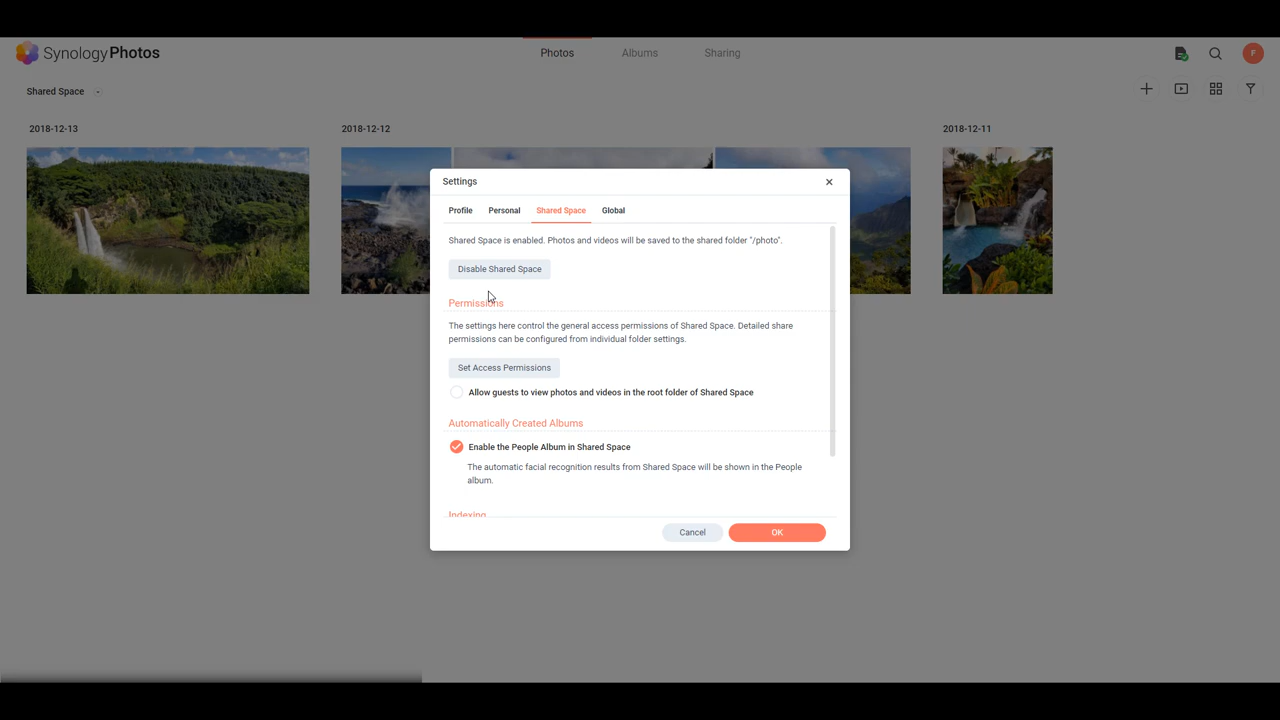 Synology Photos
Photos
Albums
Sharing
F
Shared Space
2018-12-13
2018-12-12
2018-12-11
Settings
Profile
Personal
Shared Space
Global
Shared Space is enabled. Photos and videos will be saved to the shared folder "/photo".
Disable Shared Space
Permissions
The settings here control the general access permissions of Shared Space. Detailed share
permissions can be configured from individual folder settings.
Set Access Permissions
Allow guests to view photos and videos in the root folder of Shared Space
Automatically Created Albums
Enable the People Album in Shared Space
The automatic facial recognition results from Shared Space will be shown in the People
album.
Indexing
Cancel
OK